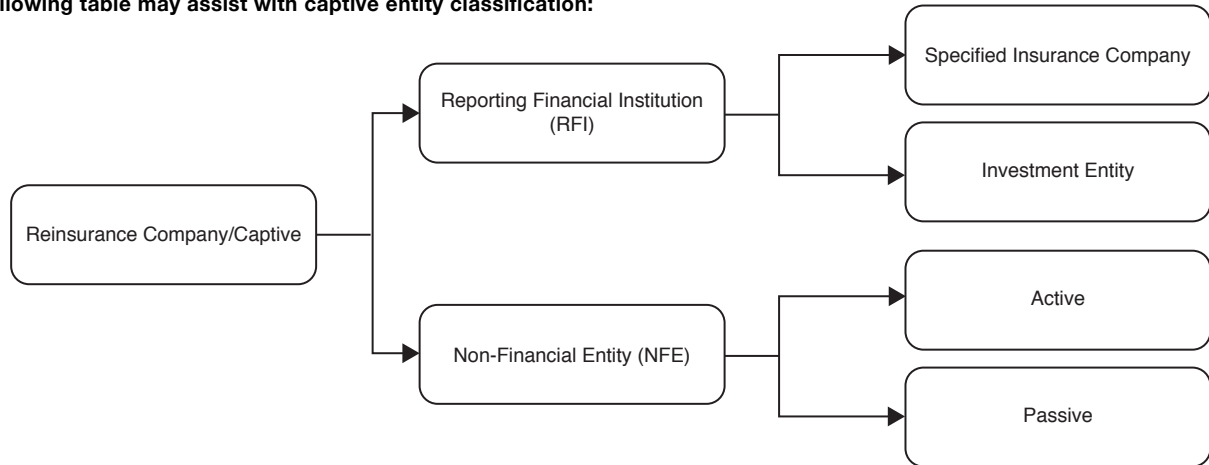 llowing table may assist with captive entity classification:
Specified Insurance Company
Reporting Financial Institution
(RFI)
Investment Entity
Reinsurance Company/Captive
Active
Non-Financial Entity (NFE)
Passive